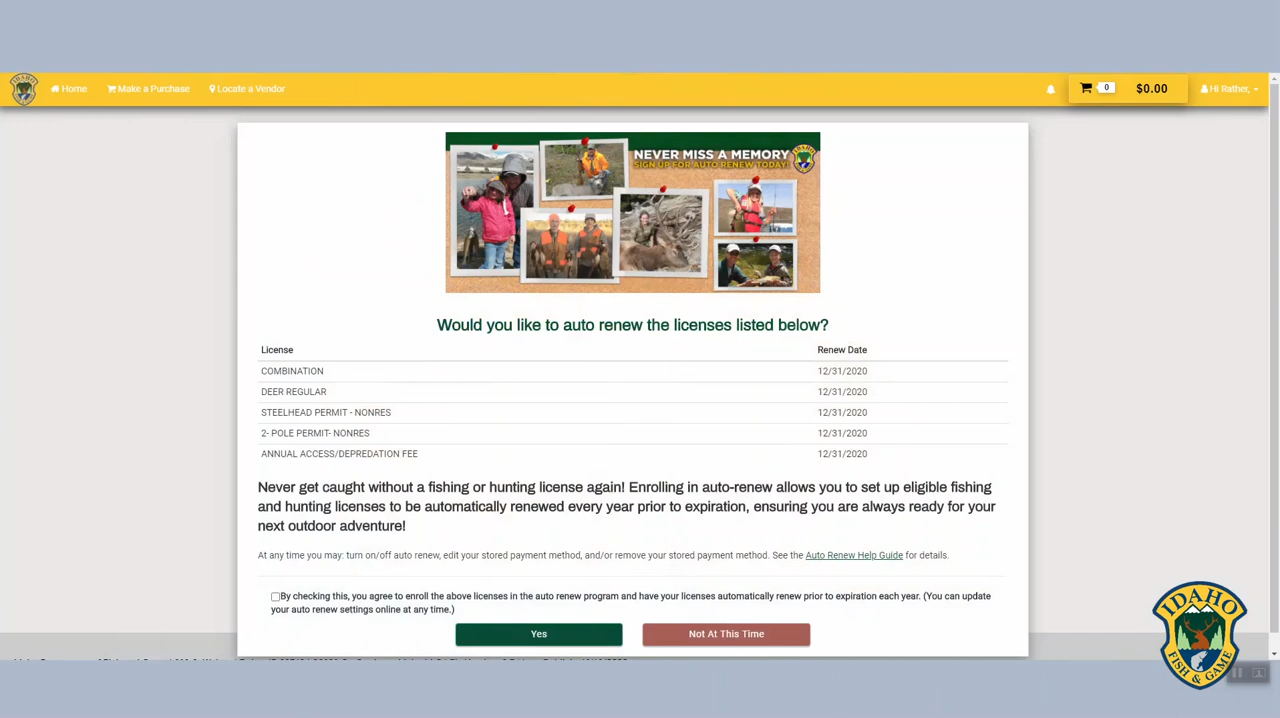 Home
Make a Purchase
Locate a Vendor
0
$0.00
Hi Rather,
NEVER MISS A MEMORY
SIGN UP FOR AUTO RENEW TODAY!
Would you like to auto renew the licenses listed below?
License Renew Date
COMBINATION 12/31/2020
DEER REGULAR 12/31/2020
STEELHEAD PERMIT - NONRES 12/31/2020
2- POLE PERMIT- NONRES 12/31/2020
ANNUAL ACCESS/DEPREDATION FEE 12/31/2020
Never get caught without a fishing or hunting license again! Enrolling in auto-renew allows you to set up eligible fishing
and hunting licenses to be automatically renewed every year prior to expiration, ensuring you are always ready for your
next outdoor adventure!
At any time you may: turn on/off auto renew, edit your stored payment method, and/or remove your stored payment method. See the Auto Renew Help Guide for details.
By checking this, you agree to enroll the above licenses in the auto renew program and have your licenses automatically renew prior to expiration each year. (You can update
your auto renew settings online at any time.)
Yes
Not At This Time
IDAHO
FISH & GAME